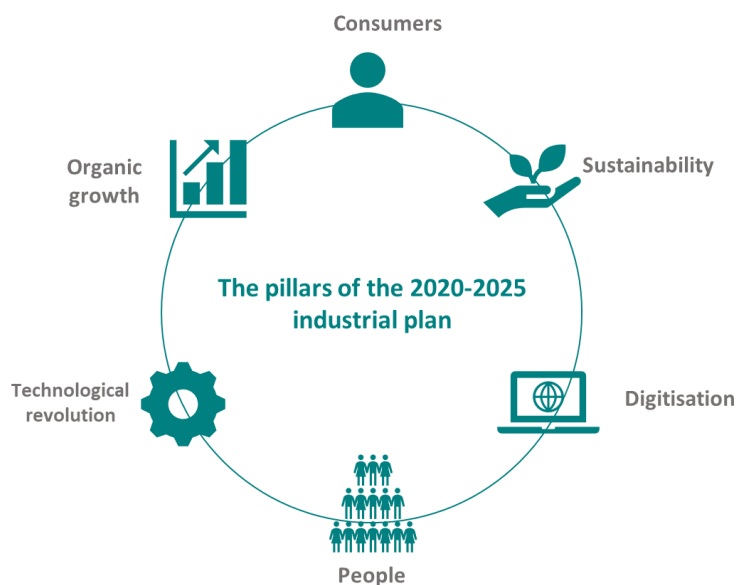 Consumers
Organic
growth
Sustainability
The pillars of the 2020-2025
industrial plan
Technological
revolution
Digitisation
People